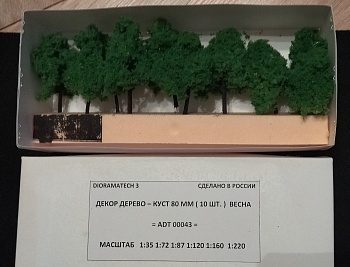 DIORAMATECH 3 СДЕЛАНО В РОССИИ
ДЕКОР ДЕРЕВО – КУСТ 80 ММ ( 10 ШТ. ) ВЕСНА
= ADT 00043 =
МАСШТАБ 1:35 1:72 1:87 1:120 1:160 1:220